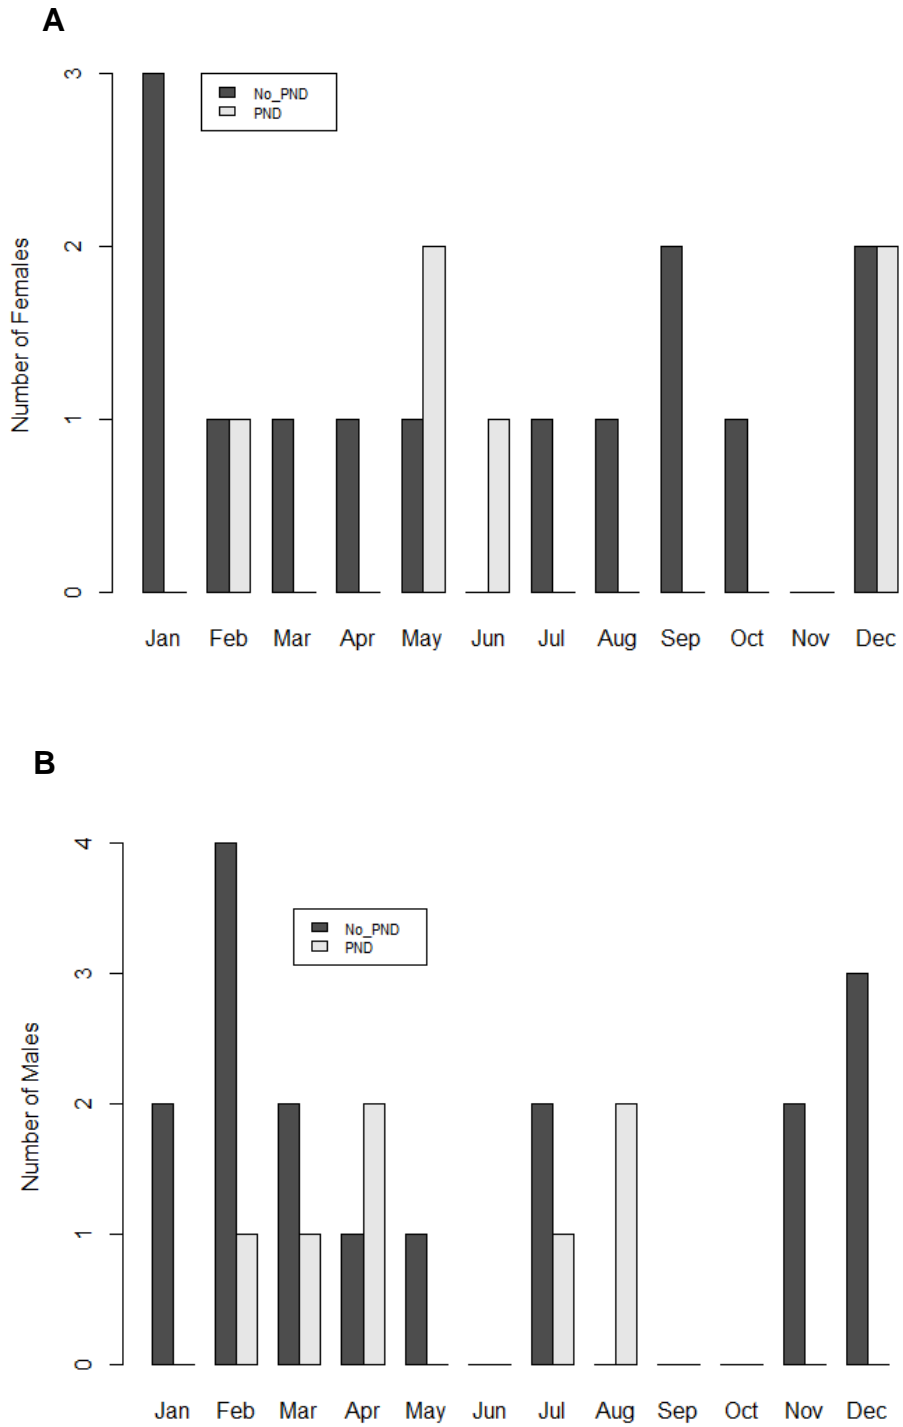 A
3
2
1
0
Number of Females
No_PND
PND
Jan Feb Mar Apr May Jun Jul Aug Sep Oct Nov Dec
B
4
3
2
1
0
Number of Males
No_PND
PND
Jan Feb Mar Apr May Jun Jul Aug Sep Oct Nov Dec